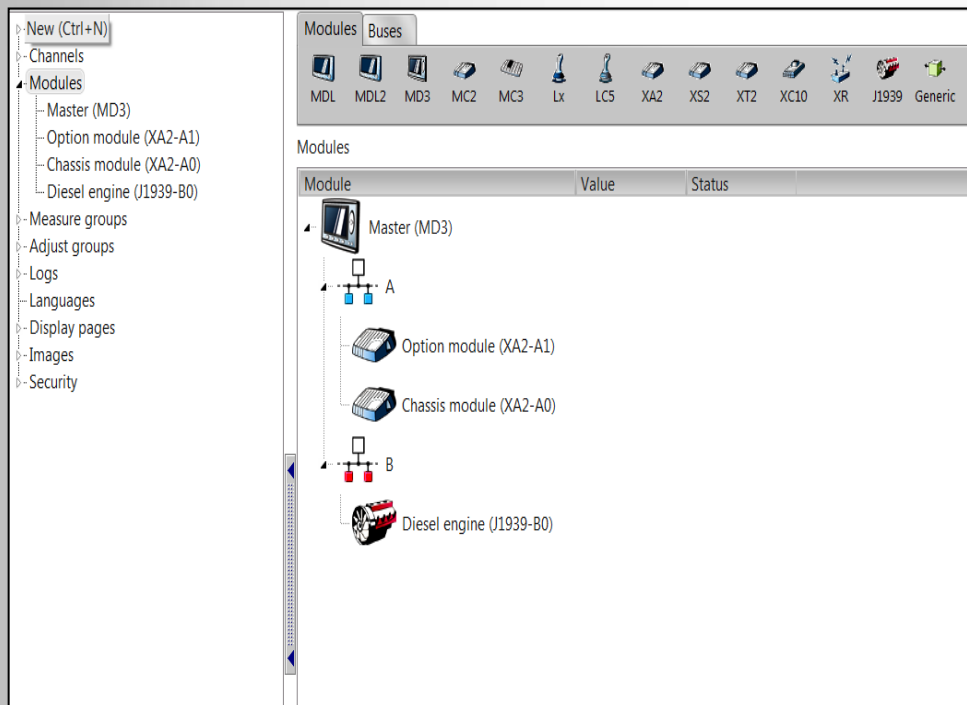 New (Ctrl+N)
Channels
Modules
Master (MD3)
Option module (XA2-A1)
Chassis module (XA2-A0)
Diesel engine (J1939-B0)
Measure groups
Adjust groups
Logs
Languages
Display pages
Images
Security
Modules Buses
MDL MDL2 MD3 MC2 MC3 Lx LC5 XA2 XS2 XT2 XC10 XR J1939 Generic
Modules
Module Value Status
Master (MD3)
A
Option module (XA2-A1)
Chassis module (XA2-A0)
B
Diesel engine (J1939-B0)